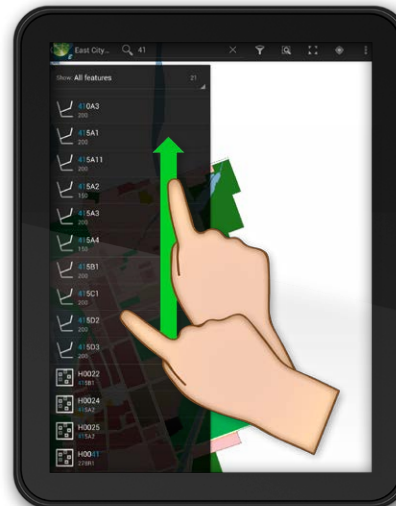 East City... 41
Show: All features 21
410A3
200
415A1
200
415A11
200
415A2
150
415A3
200
415A4
150
415B1
200
415C1
200
415D2
200
415D3
200
H0022
415B1
H0024
415A2
H0025
415A2
H0041
229R1